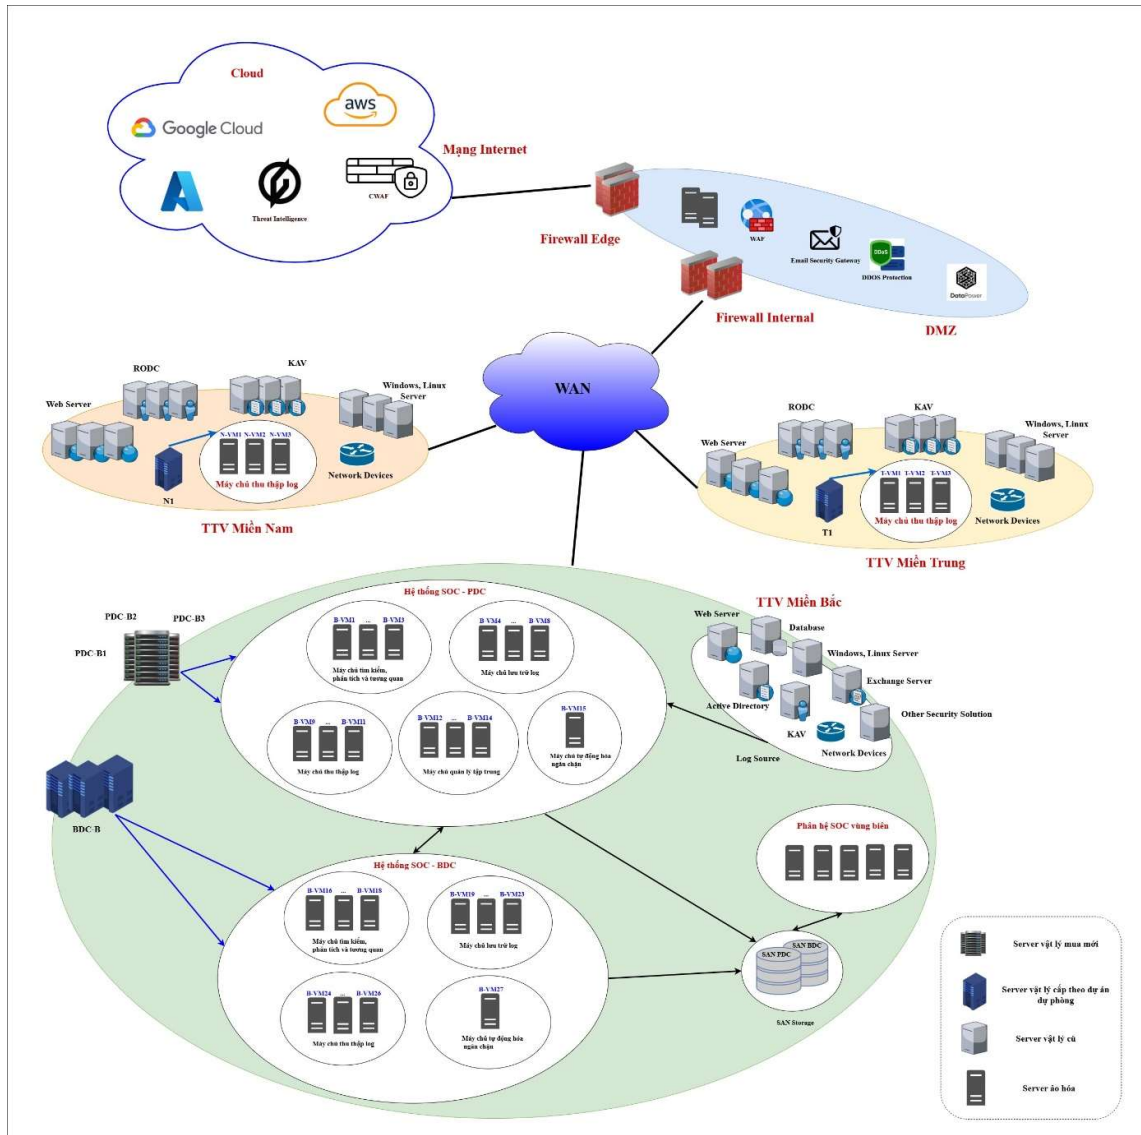 Cloud
aws
Google Cloud
Mạng Internet
Threat Intelligence
CWAF
Firewall Edge
WAF
Email Security Gateway
DDoS
DDOS Protection
DataPower
Firewall Internal
DMZ
WAN
RODC
KAV
Web Server
Windows, Linux
Server
N-VM1 N-VM2 N-VM3
Máy chủ thu thập log
N1
Network Devices
TTV Miền Nam
RODC
KAV
Web Server
Windows, Linux
Server
T-VM1 T-VM2 T-VM3
Máy chủ thu thập log
T1
Network Devices
TTV Miền Trung
Hệ thống SOC - PDC
PDC-B2
PDC-B3
PDC-B1
B-VM1 ... B-VM3
Máy chủ tìm kiếm,
phân tích và tương quan
B-VM4 ... B-VM8
Máy chủ lưu trữ log
B-VM9 ... B-VM11
Máy chủ thu thập log
B-VM12 ... B-VM14
Máy chủ quản lý tập trung
B-VM15
Máy chủ tự động hóa
ngăn chặn
TTV Miền Bắc
Web Server
Database
Windows, Linux Server
Exchange Server
Active Directory
KAV
Other Security Solution
Network Devices
Log Source
BDC-B
Hệ thống SOC - BDC
B-VM16 ... B-VM18
Máy chủ tìm kiếm,
phân tích và tương quan
B-VM19 ... B-VM23
Máy chủ lưu trữ log
B-VM24 ... B-VM26
Máy chủ thu thập log
B-VM27
Máy chủ tự động hóa
ngăn chặn
Phân hệ SOC vùng biên
SAN BDC
SAN PDC
SAN Storage
Server vật lý mua mới
Server vật lý cấp theo dự án
dự phòng
Server vật lý cũ
Server ảo hóa